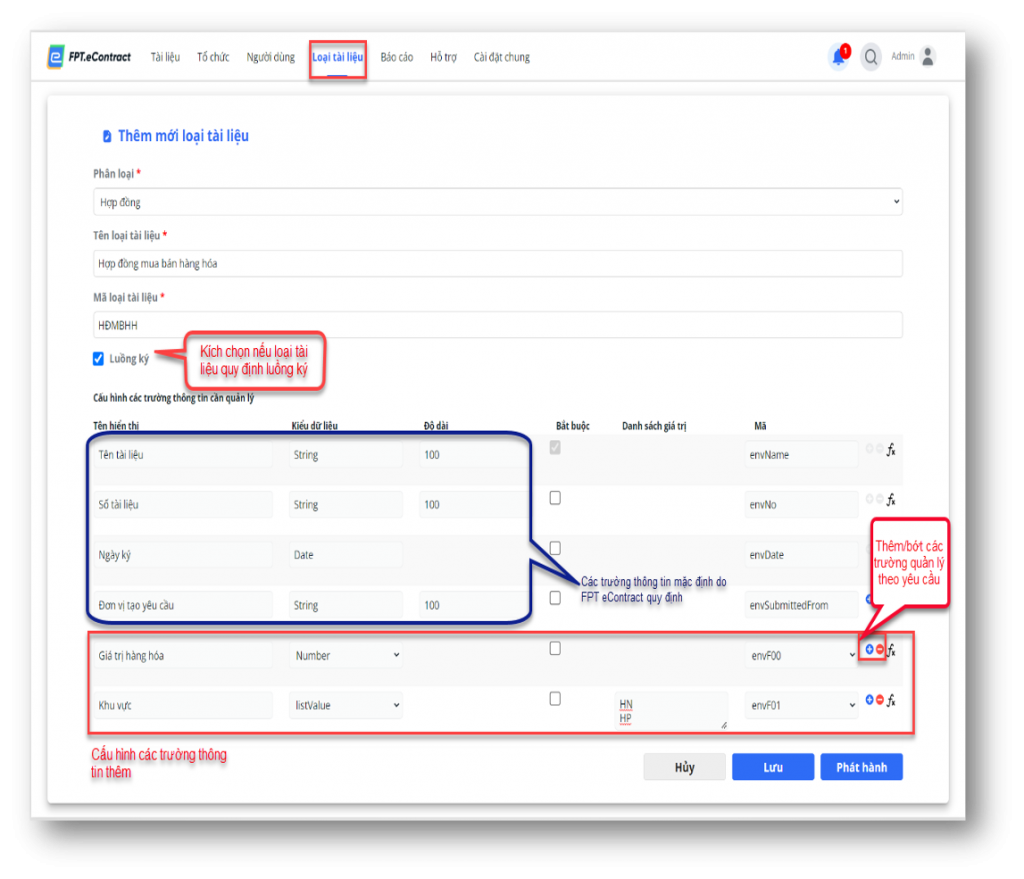 FPT.eContract Tài liệu Tổ chức Người dùng Loại tài liệu Báo cáo Hỗ trợ Cài đặt chung 1 Admin
Thêm mới loại tài liệu
Phân loại *
Hợp đồng
Tên loại tài liệu *
Hợp đồng mua bán hàng hóa
Mã loại tài liệu *
HĐMBHH
Luồng ký
Kích chọn nếu loại tài
liệu quy định luồng ký
Cấu hình các trường thông tin cần quản lý
Tên hiển thị Kiểu dữ liệu Độ dài Bắt buộc Danh sách giá trị Mã
Tên tài liệu String 100 envName fx
Số tài liệu String 100 envNo fx
Ngày ký Date envDate
Thêm/bót các
trường quản lý
theo yêu cầu
Các trường thông tin mặc định do
FPT eContract quy định
Đơn vị tạo yêu cầu String 100 envSubmittedFrom
Giá trị hàng hóa Number envF00 fx
Khu vực listValue HN envF01 fx
HP
Cấu hình các trường thông
tin thêm
Hủy Lưu Phát hành